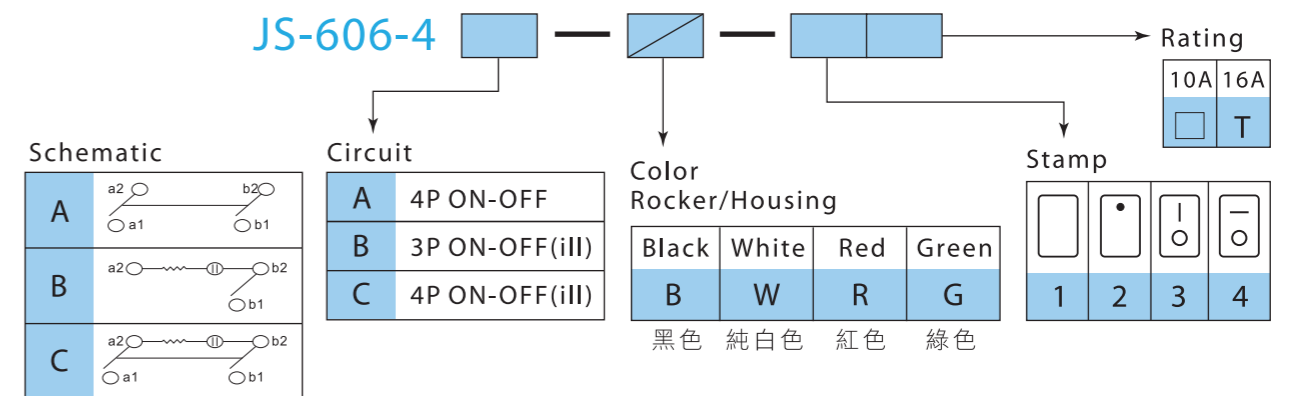 JS-606-4
Rating
10A 16A
T
Schematic
A a2 b2 a1 b1
B a2 b2 b1
C a2 b2 a1 b1
Circuit
A 4P ON-OFF
B 3P ON-OFF(ill)
C 4P ON-OFF(ill)
Color
Rocker/Housing
Black White Red Green
B W R G
黑色 純白色 紅色 綠色
Stamp
1 2 3 4